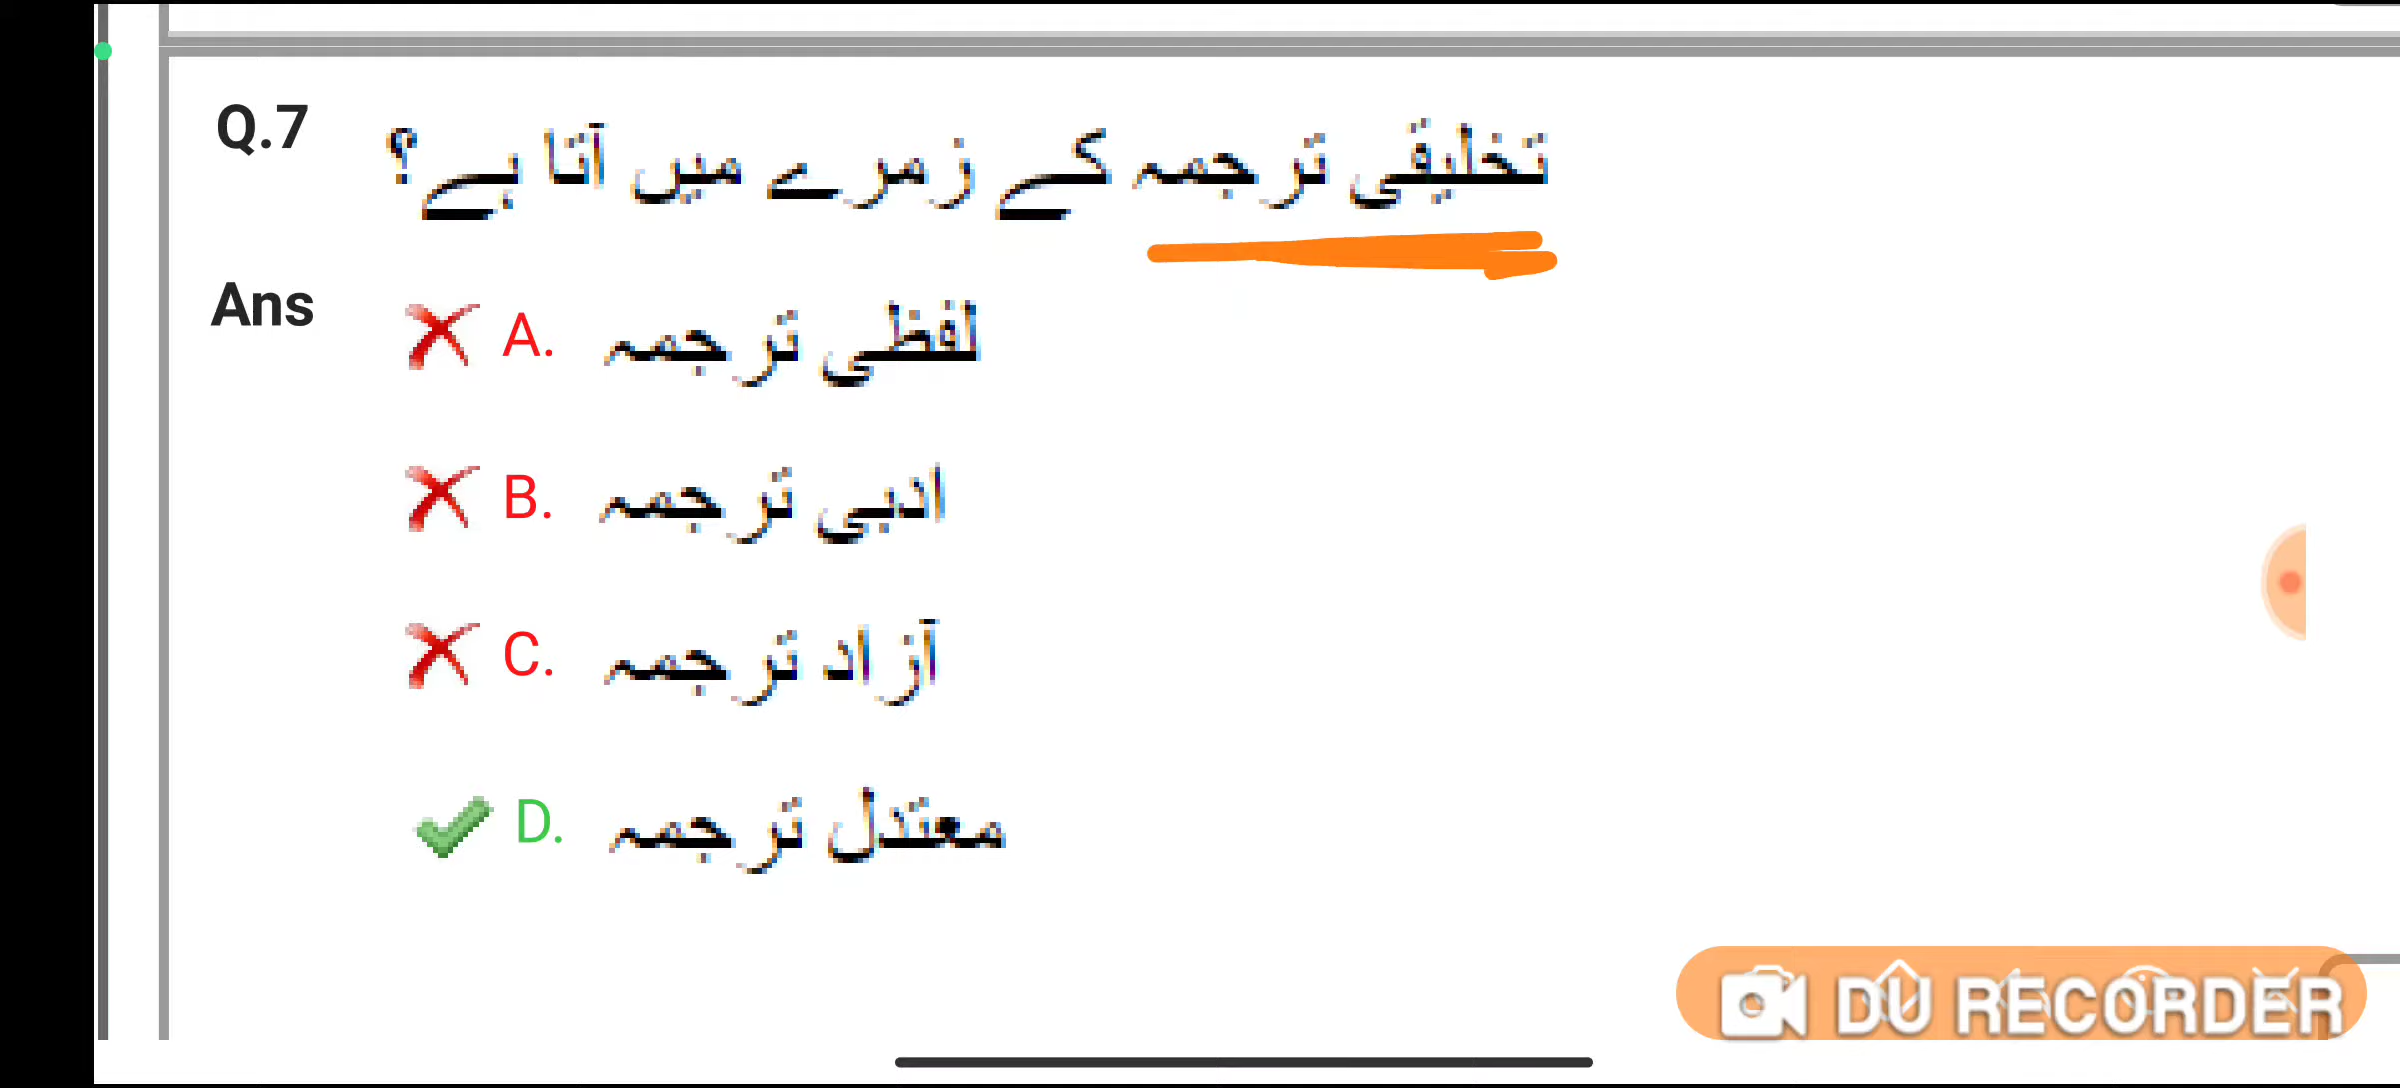 Q.7 تخلیقی ترجمہ کے زمرے میں آتا ہے؟
Ans
A. لفظی ترجمہ
B. ادبی ترجمہ
C. آزاد ترجمہ
D. معتدل ترجمہ
DU RECORDER